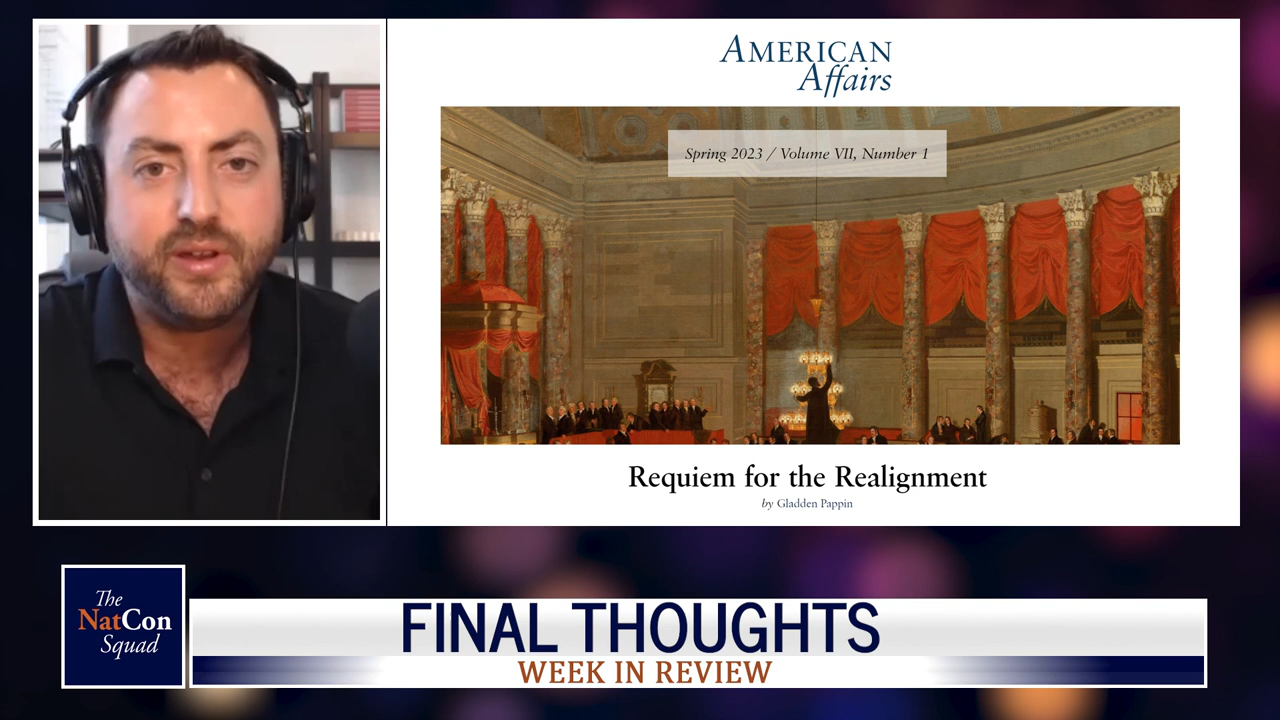 AMERICAN
Affairs
Spring 2023 / Volume VII, Number 1
Requiem for the Realignment
by Gladden Pappin
The
NatCon
Squad
FINAL THOUGHTS
WEEK IN REVIEW